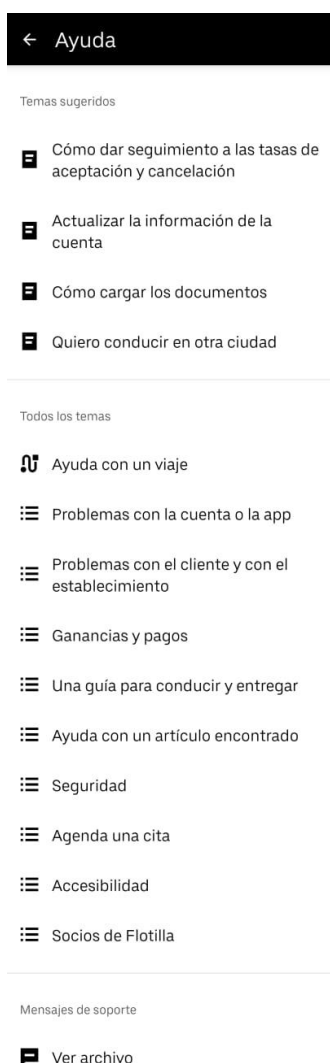 Ayuda
Temas sugeridos
Cómo dar seguimiento a las tasas de
aceptación y cancelación
Actualizar la información de la
cuenta
Cómo cargar los documentos
Quiero conducir en otra ciudad
Todos los temas
Ayuda con un viaje
Problemas con la cuenta o la app
Problemas con el cliente y con el
establecimiento
Ganancias y pagos
Una guía para conducir y entregar
Ayuda con un artículo encontrado
Seguridad
Agenda una cita
Accesibilidad
Socios de Flotilla
Mensajes de soporte
Ver archivo